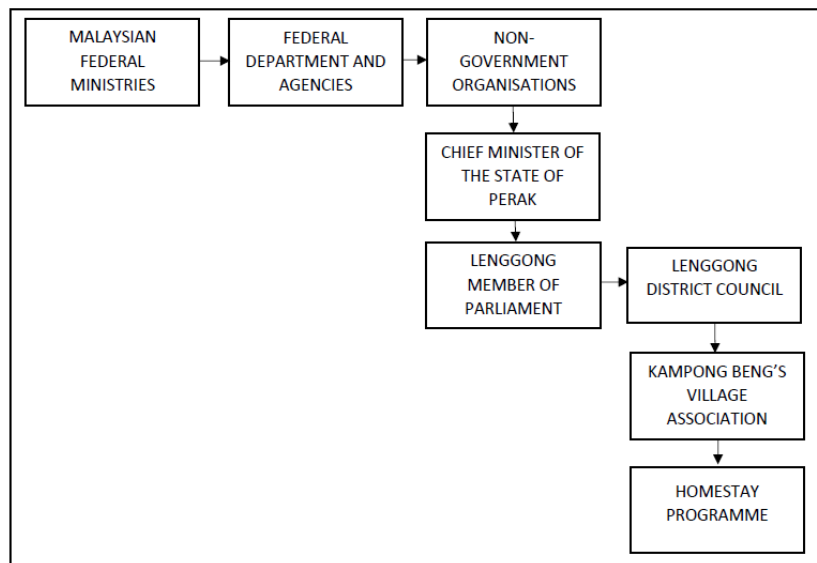 MALAYSIAN
FEDERAL
MINISTRIES
FEDERAL
DEPARTMENT AND
AGENCIES
NON-
GOVERNMENT
ORGANISATIONS
CHIEF MINISTER OF
THE STATE OF
PERAK
LENGGONG
MEMBER OF
PARLIAMENT
LENGGONG
DISTRICT COUNCIL
KAMPONG BENG’S
VILLAGE
ASSOCIATION
HOMESTAY
PROGRAMME